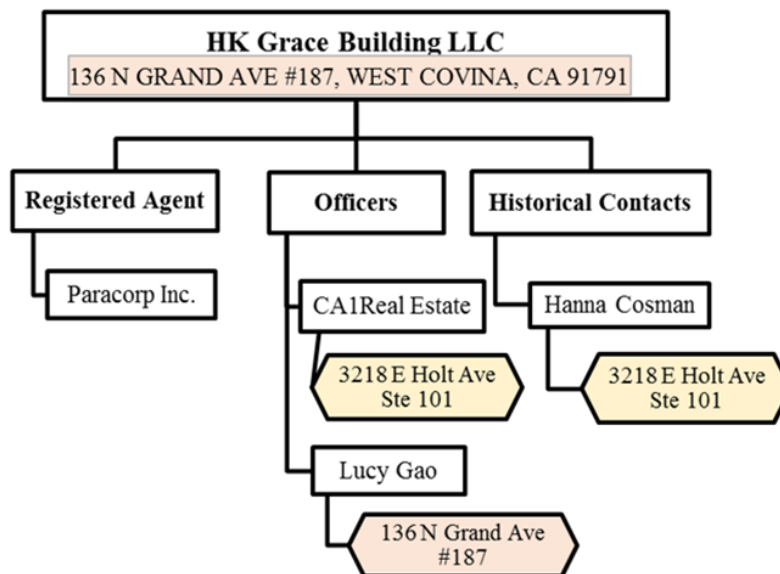 HK Grace Building LLC
136 N GRAND AVE #187, WEST COVINA, CA 91791
Registered Agent
Officers
Historical Contacts
Paracorp Inc.
CA1Real Estate
Hanna Cosman
3218 E Holt Ave
Ste 101
3218 E Holt Ave
Ste 101
Lucy Gao
136 N Grand Ave
#187